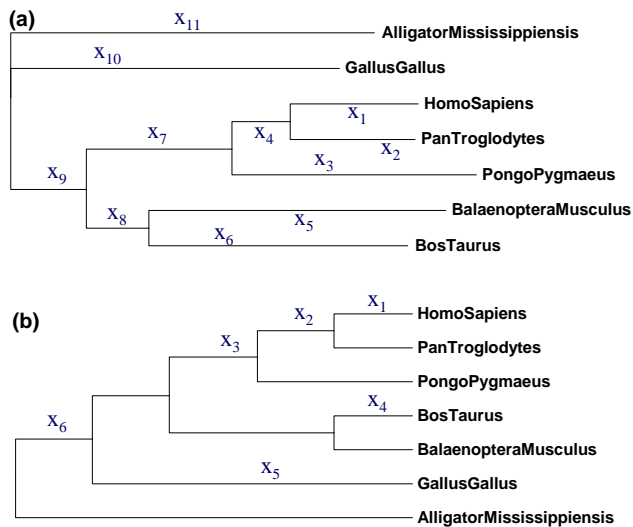 (a)
x11
AlligatorMississippiensis
x10
GallusGallus
HomoSapiens
x1
x7
x4
PanTroglodytes
x2
x3
x9
PongoPygmaeus
BalaenopteraMusculus
x8
x5
x6
BosTaurus
(b)
x1
HomoSapiens
x2
x3
PanTroglodytes
PongoPygmaeus
x4
BosTaurus
x6
BalaenopteraMusculus
x5
GallusGallus
AlligatorMississippiensis